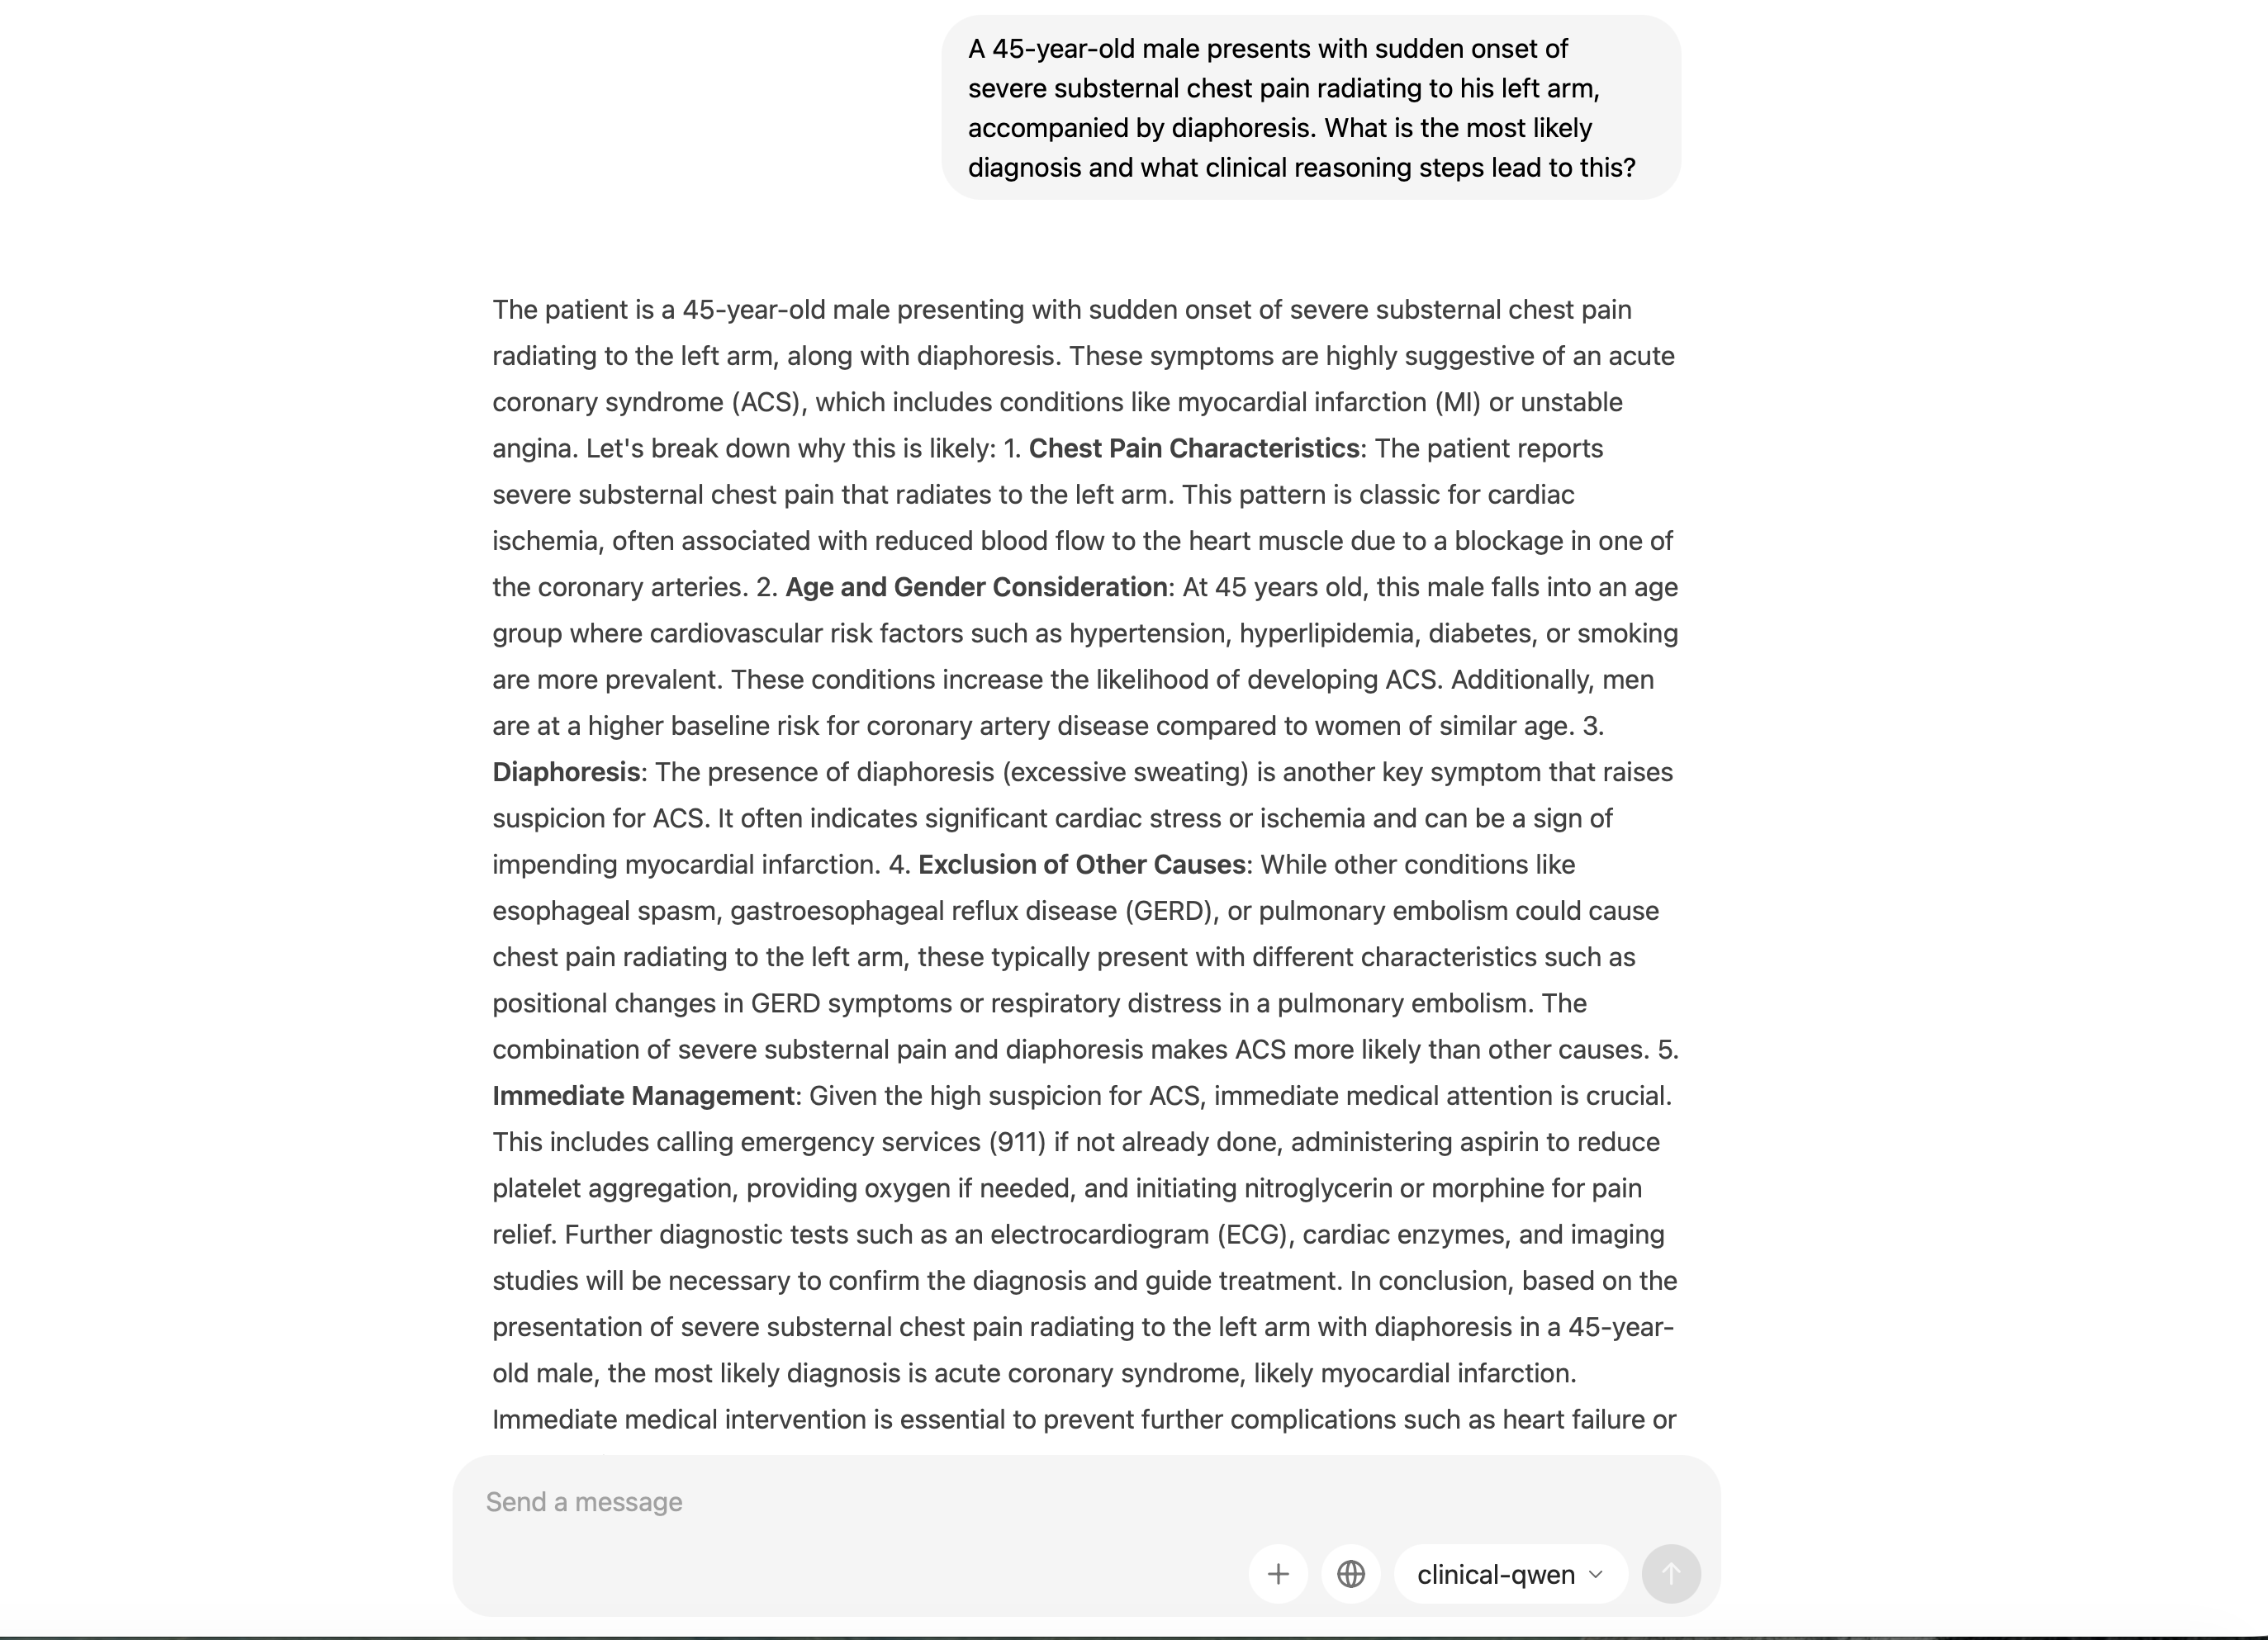 A 45-year-old male presents with sudden onset of
severe substernal chest pain radiating to his left arm,
accompanied by diaphoresis. What is the most likely
diagnosis and what clinical reasoning steps lead to this?
The patient is a 45-year-old male presenting with sudden onset of severe substernal chest pain
radiating to the left arm, along with diaphoresis. These symptoms are highly suggestive of an acute
coronary syndrome (ACS), which includes conditions like myocardial infarction (MI) or unstable
angina. Let's break down why this is likely: 1. Chest Pain Characteristics: The patient reports
severe substernal chest pain that radiates to the left arm. This pattern is classic for cardiac
ischemia, often associated with reduced blood flow to the heart muscle due to a blockage in one of
the coronary arteries. 2. Age and Gender Consideration: At 45 years old, this male falls into an age
group where cardiovascular risk factors such as hypertension, hyperlipidemia, diabetes, or smoking
are more prevalent. These conditions increase the likelihood of developing ACS. Additionally, men
are at a higher baseline risk for coronary artery disease compared to women of similar age. 3.
Diaphoresis: The presence of diaphoresis (excessive sweating) is another key symptom that raises
suspicion for ACS. It often indicates significant cardiac stress or ischemia and can be a sign of
impending myocardial infarction. 4. Exclusion of Other Causes: While other conditions like
esophageal spasm, gastroesophageal reflux disease (GERD), or pulmonary embolism could cause
chest pain radiating to the left arm, these typically present with different characteristics such as
positional changes in GERD symptoms or respiratory distress in a pulmonary embolism. The
combination of severe substernal pain and diaphoresis makes ACS more likely than other causes. 5.
Immediate Management: Given the high suspicion for ACS, immediate medical attention is crucial.
This includes calling emergency services (911) if not already done, administering aspirin to reduce
platelet aggregation, providing oxygen if needed, and initiating nitroglycerin or morphine for pain
relief. Further diagnostic tests such as an electrocardiogram (ECG), cardiac enzymes, and imaging
studies will be necessary to confirm the diagnosis and guide treatment. In conclusion, based on the
presentation of severe substernal chest pain radiating to the left arm with diaphoresis in a 45-year-
old male, the most likely diagnosis is acute coronary syndrome, likely myocardial infarction.
Immediate medical intervention is essential to prevent further complications such as heart failure or
Send a message
clinical-qwen